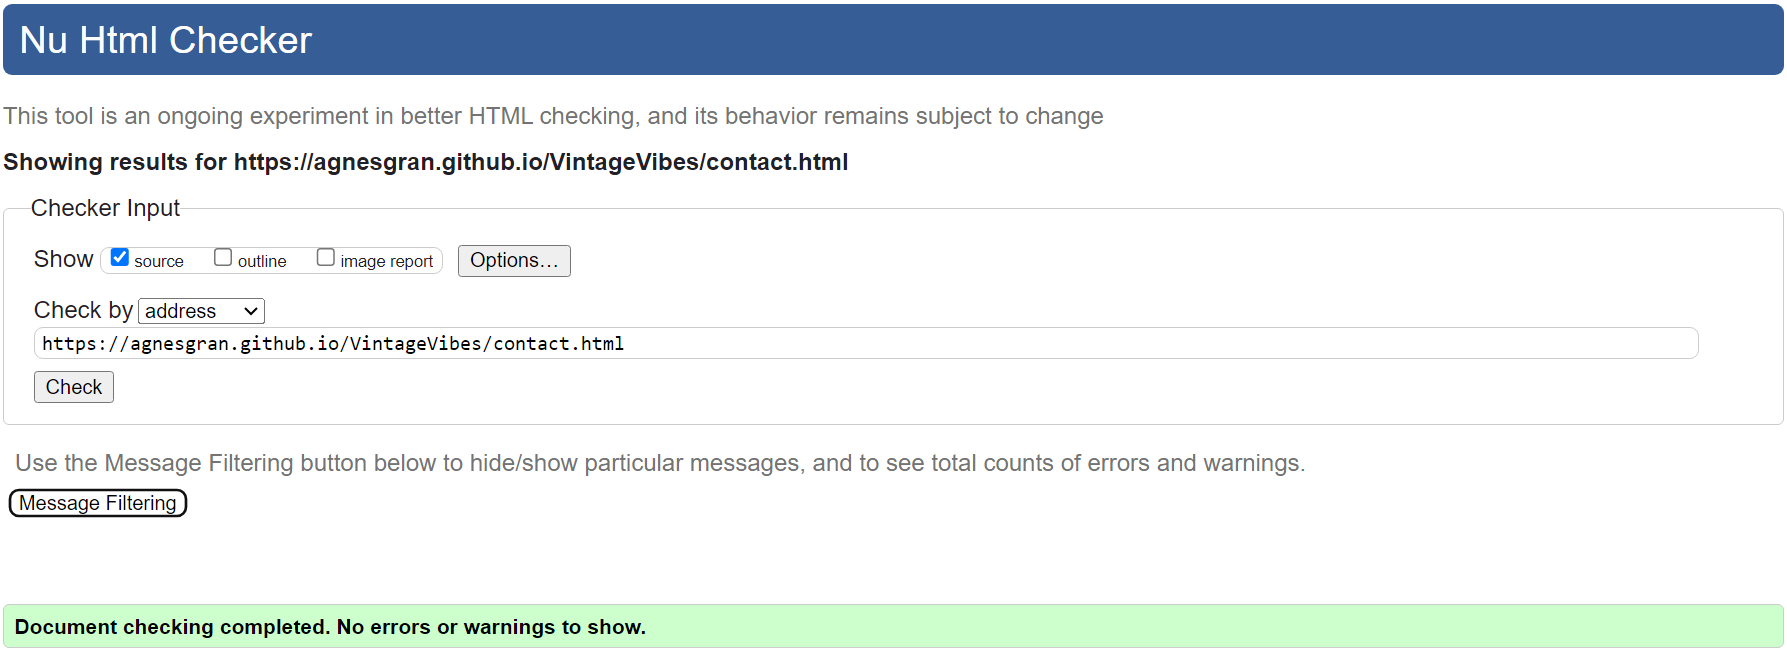 Nu Html Checker
This tool is an ongoing experiment in better HTML checking, and its behavior remains subject to change
Showing results for https://agnesgran.github.io/VintageVibes/contact.html
Checker Input
Show source outline image report Options...
Check by address
https://agnesgran.github.io/VintageVibes/contact.html
Check
Use the Message Filtering button below to hide/show particular messages, and to see total counts of errors and warnings.
Message Filtering
Document checking completed. No errors or warnings to show.